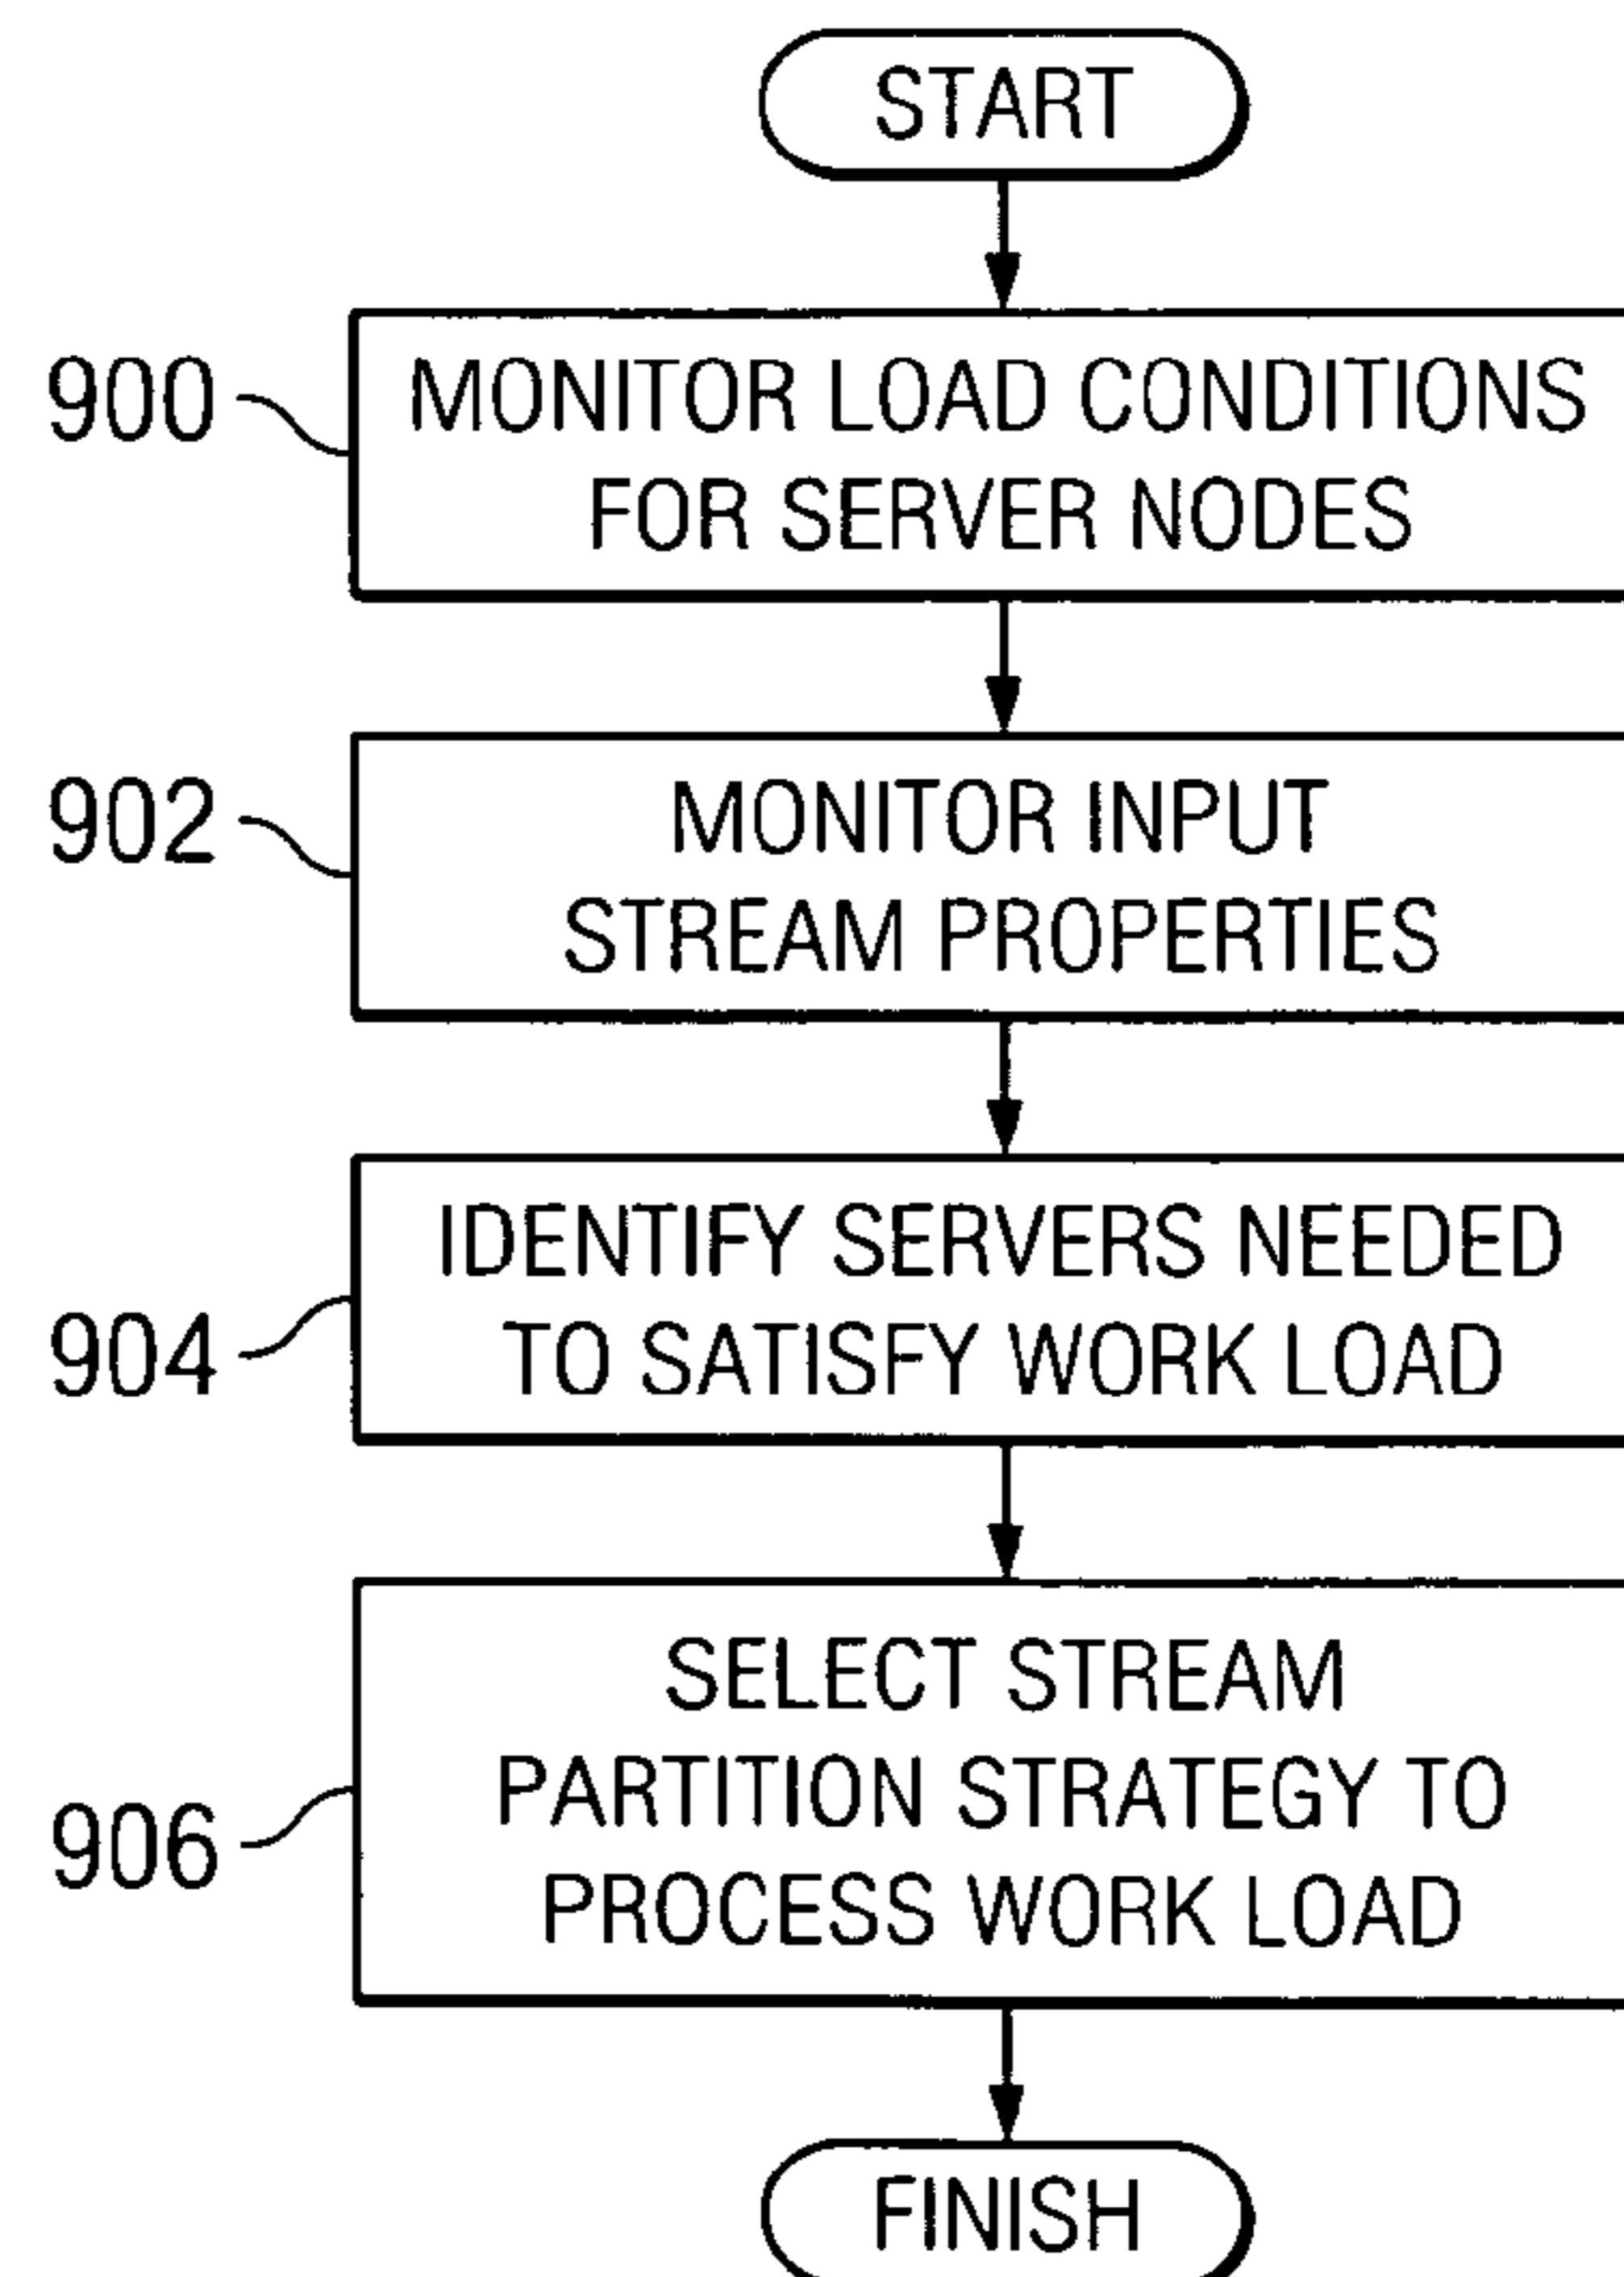 START
900
MONITOR LOAD CONDITIONS
FOR SERVER NODES
902
MONITOR INPUT
STREAM PROPERTIES
904
IDENTIFY SERVERS NEEDED
TO SATISFY WORK LOAD
906
SELECT STREAM
PARTITION STRATEGY TO
PROCESS WORK LOAD
FINISH